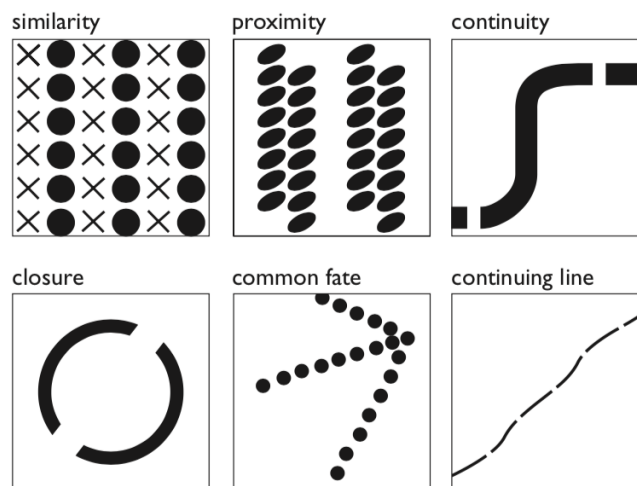 similarity
proximity
continuity
closure
common fate
continuing line